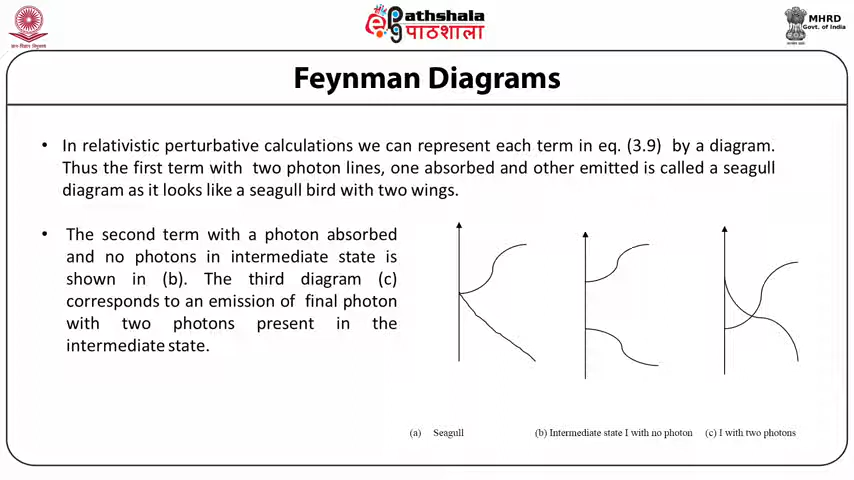 ePathshala
पाठशाला
MHRD
Govt. of India
Feynman Diagrams
• In relativistic perturbative calculations we can represent each term in eq. (3.9) by a diagram.
Thus the first term with two photon lines, one absorbed and other emitted is called a seagull
diagram as it looks like a seagull bird with two wings.
• The second term with a photon absorbed
and no photons in intermediate state is
shown in (b). The third diagram (c)
corresponds to an emission of final photon
with two photons present in the
intermediate state.
(a) Seagull
(b) Intermediate state I with no photon
(c) I with two photons